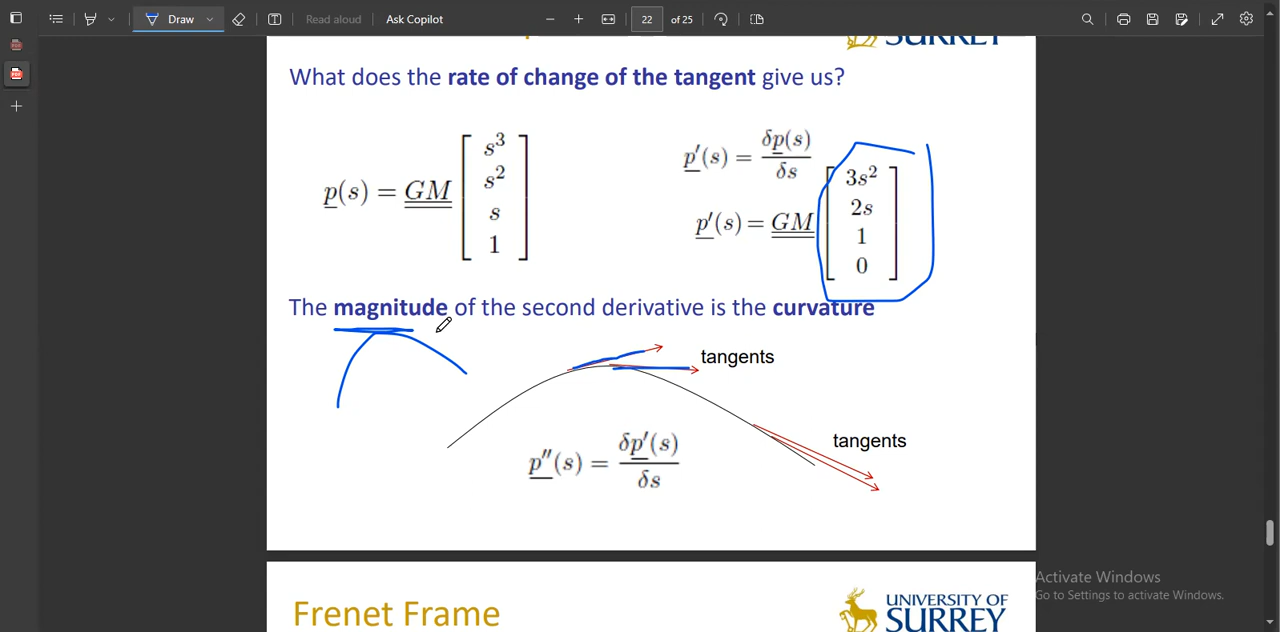 Draw
Read aloud
Ask Copilot
22
of 25
What does the rate of change of the tangent give us?
p(s) = GM [ s³ s² s 1 ]
p′(s) = δp(s) / δs
p′(s) = GM [ 3s² 2s 1 0 ]
The magnitude of the second derivative is the curvature
tangents
tangents
p″(s) = δp′(s) / δs
Activate Windows
Go to Settings to activate Windows.
Frenet Frame
UNIVERSITY OF
SURREY